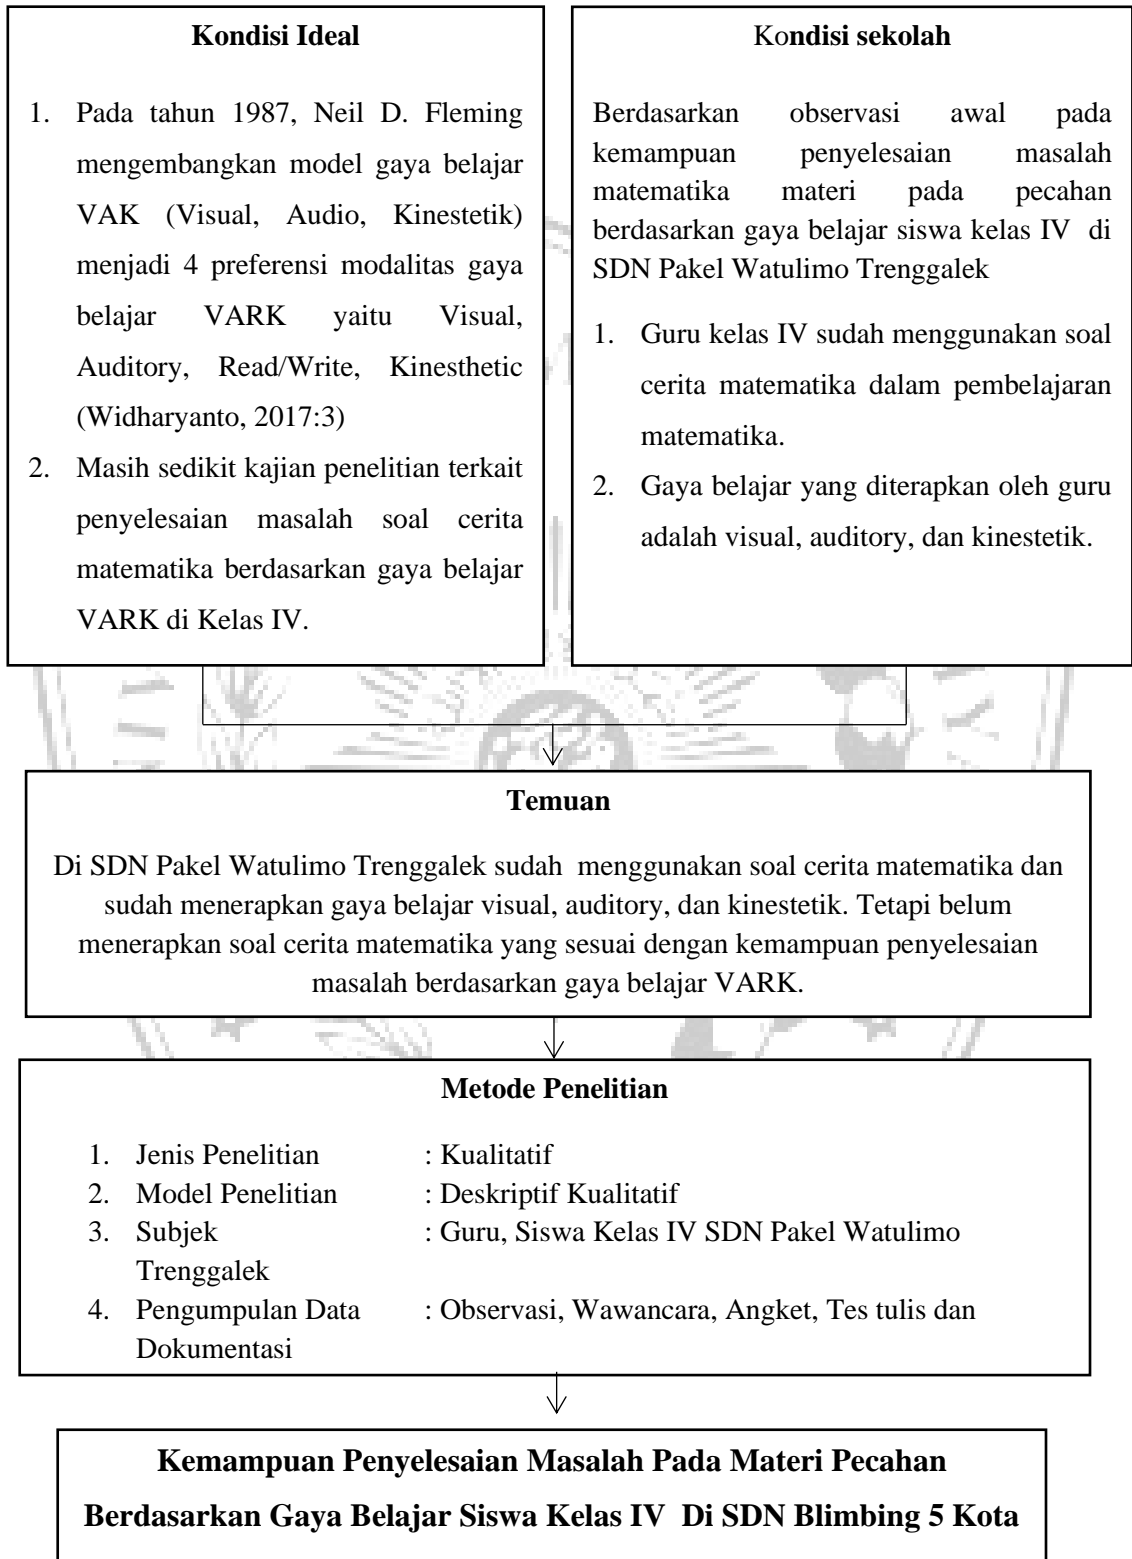 Kondisi Ideal
1. Pada tahun 1987, Neil D. Fleming
mengembangkan model gaya belajar
VAK (Visual, Audio, Kinestetik)
menjadi 4 preferensi modalitas gaya
belajar VARK yaitu Visual,
Auditory, Read/Write, Kinesthetic
(Widharyanto, 2017:3)
2. Masih sedikit kajian penelitian terkait
penyelesaian masalah soal cerita
matematika berdasarkan gaya belajar
VARK di Kelas IV.
Kondisi sekolah
Berdasarkan observasi awal pada
kemampuan penyelesaian masalah
matematika materi pada pecahan
berdasarkan gaya belajar siswa kelas IV di
SDN Pakel Watulimo Trenggalek
1. Guru kelas IV sudah menggunakan soal
cerita matematika dalam pembelajaran
matematika.
2. Gaya belajar yang diterapkan oleh guru
adalah visual, auditory, dan kinestetik.
Temuan
Di SDN Pakel Watulimo Trenggalek sudah menggunakan soal cerita matematika dan
sudah menerapkan gaya belajar visual, auditory, dan kinestetik. Tetapi belum
menerapkan soal cerita matematika yang sesuai dengan kemampuan penyelesaian
masalah berdasarkan gaya belajar VARK.
Metode Penelitian
1. Jenis Penelitian : Kualitatif
2. Model Penelitian : Deskriptif Kualitatif
3. Subjek : Guru, Siswa Kelas IV SDN Pakel Watulimo
Trenggalek
4. Pengumpulan Data : Observasi, Wawancara, Angket, Tes tulis dan
Dokumentasi
Kemampuan Penyelesaian Masalah Pada Materi Pecahan
Berdasarkan Gaya Belajar Siswa Kelas IV Di SDN Blimbing 5 Kota